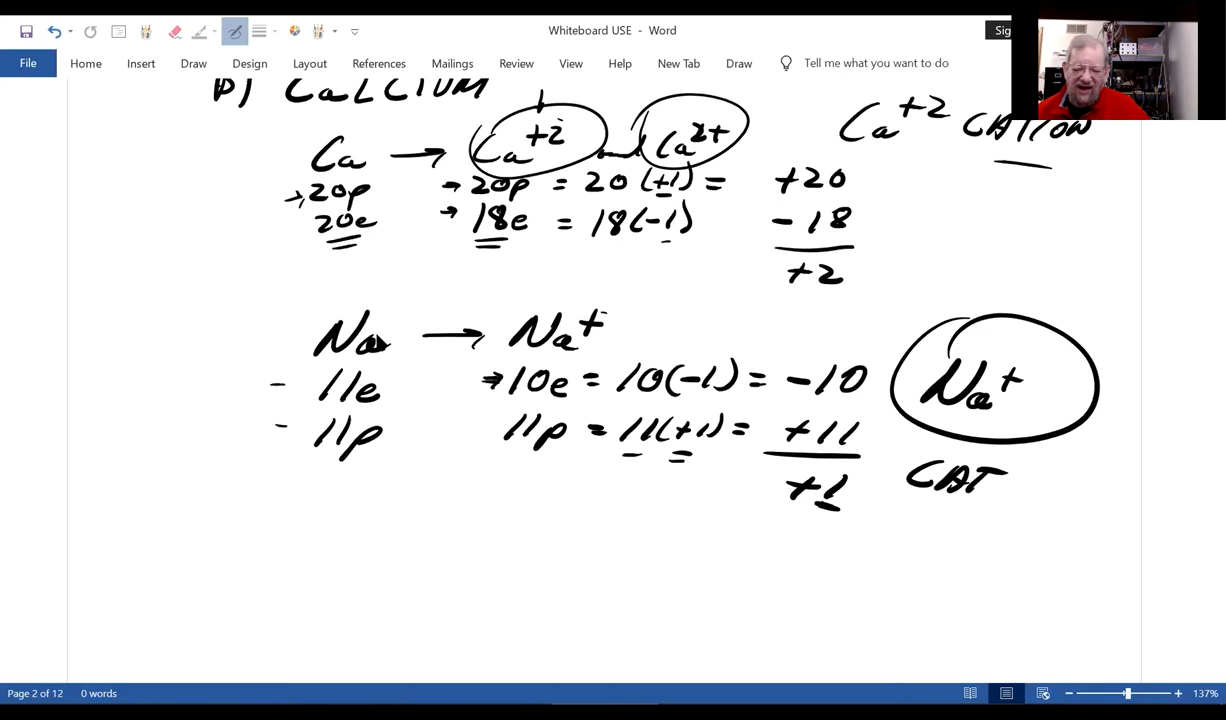 Whiteboard USE - Word
Sig
File Home Insert Draw Design Layout References Mailings Review View Help New Tab Draw Tell me what you want to do
B) CaLCIUM
Ca → Ca+2 Ca2+ Ca+2 CATION
→20p → 20p = 20 (+1) = +20
20e → 18e = 18(-1) - 18
+2
Na → Na+
- 11e → 10e = 10(-1) = -10 Na+
- 11p 11p = 11(+1) = +11
+1 CAT
Page 2 of 12 0 words 137%